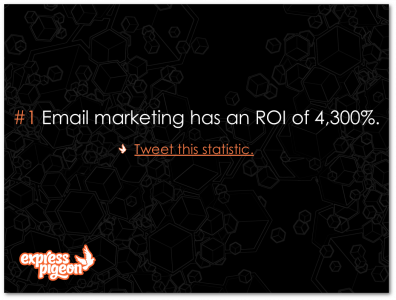 #1 Email marketing has an ROI of 4,300%.
Tweet this statistic.
express
pigeon